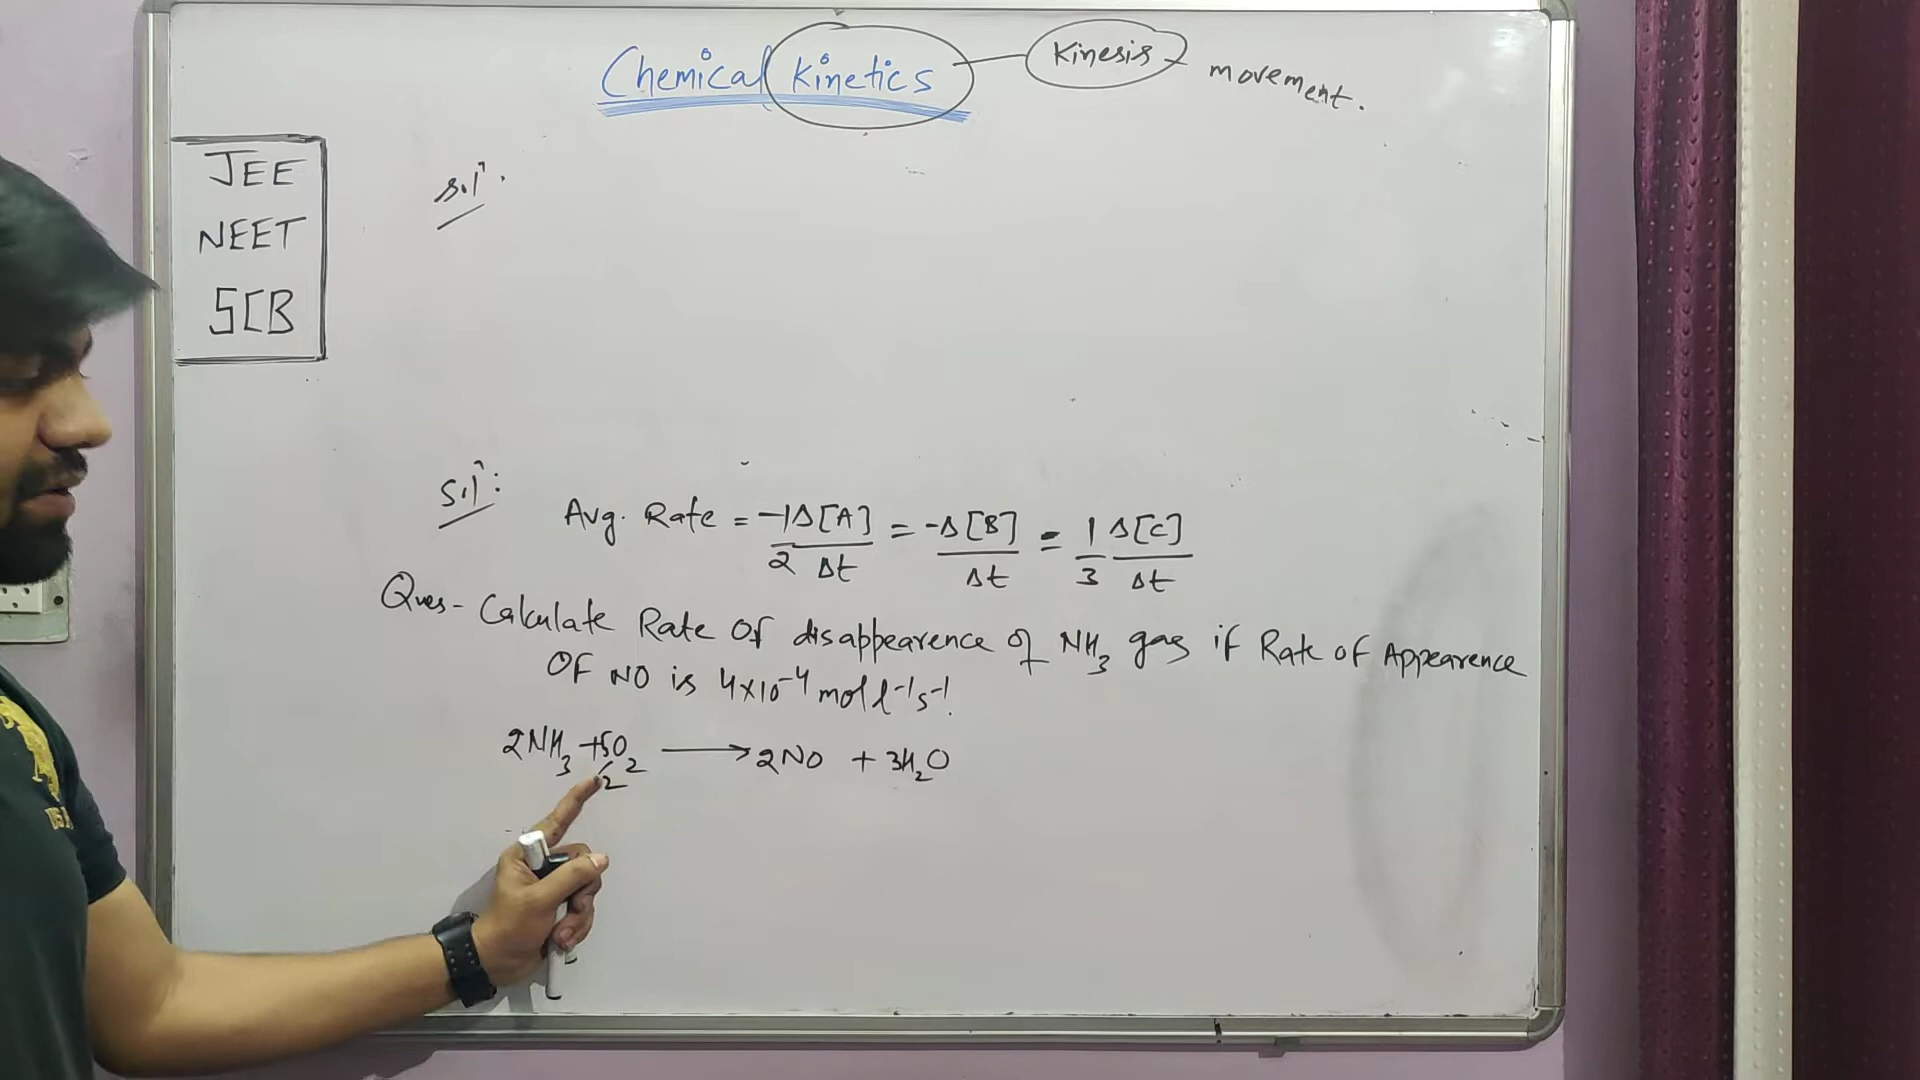 Chemical Kinetics — Kinesis → movement.
JEE
NEET
SCB
Sol^n.
Sol^n:
Avg. Rate = -1/2 Δ[A]/Δt = -Δ[B]/Δt = 1/3 Δ[C]/Δt
Ques - Calculate Rate Of disappearence of NH₃ gas if Rate of Appearence
OF NO is 4×10⁻⁴ mol l⁻¹s⁻¹.
2NH₃ + 5/2 O₂ ⟶ 2NO + 3H₂O